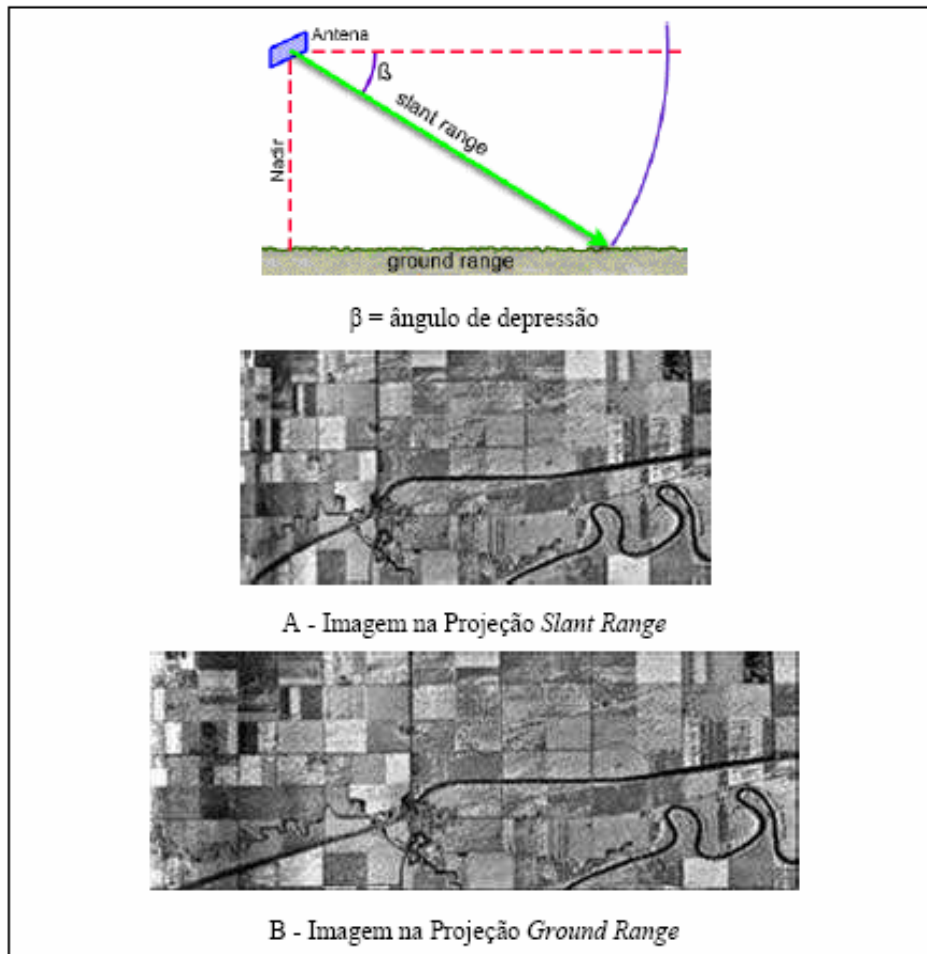 Antena
ß
slant range
Nadir
ground range
β = ângulo de depressão
A - Imagem na Projeção Slant Range
B - Imagem na Projeção Ground Range